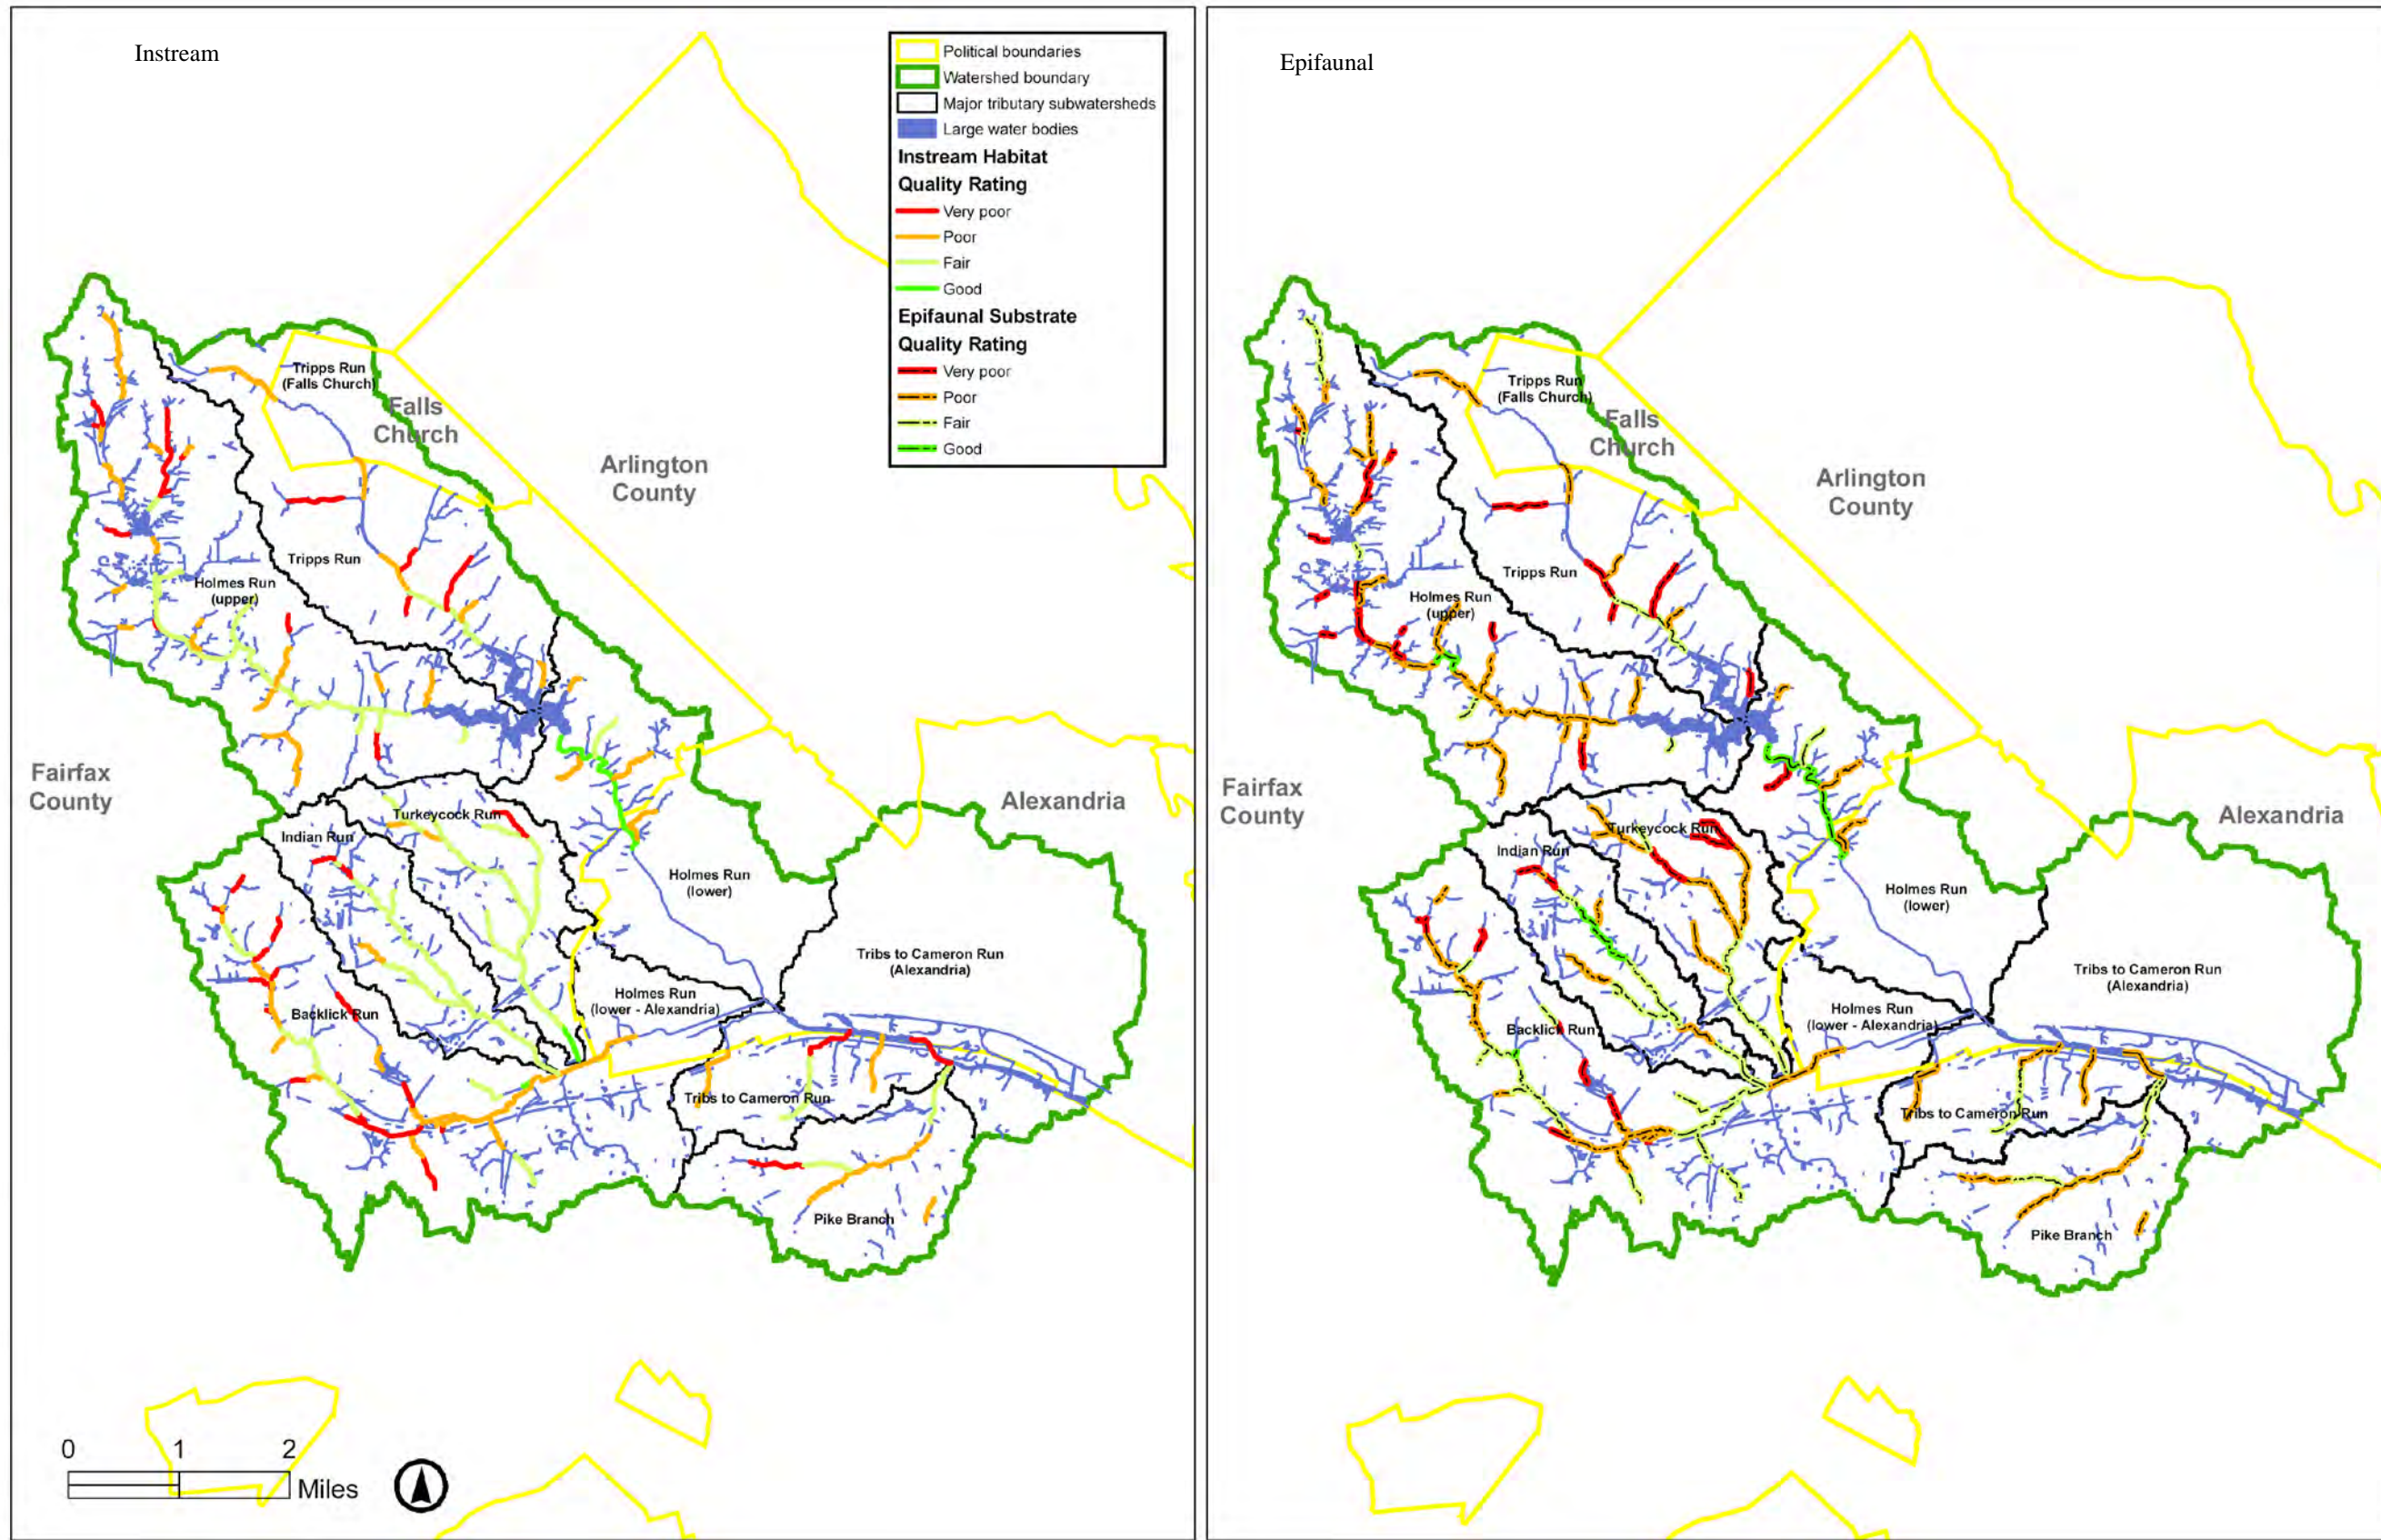 Instream
Political boundaries
Watershed boundary
Major tributary subwatersheds
Large water bodies
Instream Habitat
Quality Rating
Very poor
Poor
Fair
Good
Epifaunal Substrate
Quality Rating
Very poor
Poor
Fair
Good
Tripps Run
(Falls Church)
Falls
Church
Arlington
County
Tripps Run
Holmes Run
(upper)
Fairfax
County
Alexandria
Turkeycock Run
Indian Run
Holmes Run
(lower)
Tribs to Cameron Run
(Alexandria)
Holmes Run
(lower - Alexandria)
Backlick Run
Tribs to Cameron Run
Pike Branch
0 1 2
Miles
Epifaunal
Tripps Run
(Falls Church)
Falls
Church
Arlington
County
Tripps Run
Holmes Run
(upper)
Fairfax
County
Alexandria
Turkeycock Run
Indian Run
Holmes Run
(lower)
Tribs to Cameron Run
(Alexandria)
Holmes Run
(lower - Alexandria)
Backlick Run
Tribs to Cameron Run
Pike Branch